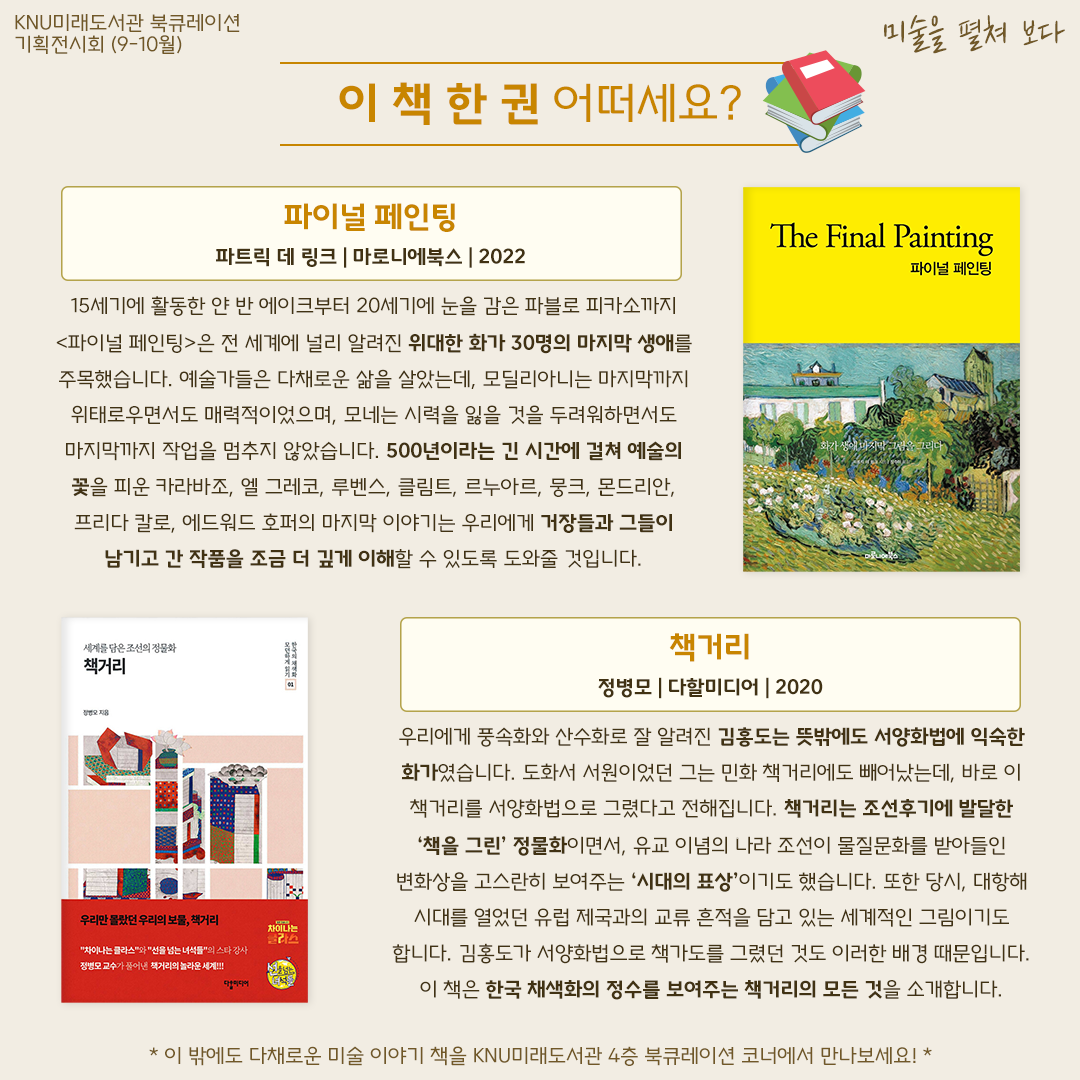 KNU미래도서관 북큐레이션
기획전시회 (9-10월)
미술을 펼쳐 보다
이 책 한 권 어떠세요?
파이널 페인팅
파트릭 데 링크 | 마로니에북스 | 2022
15세기에 활동한 얀 반 에이크부터 20세기에 눈을 감은 파블로 피카소까지
<파이널 페인팅>은 전 세계에 널리 알려진 위대한 화가 30명의 마지막 생애를
주목했습니다. 예술가들은 다채로운 삶을 살았는데, 모딜리아니는 마지막까지
위태로우면서도 매력적이었으며, 모네는 시력을 잃을 것을 두려워하면서도
마지막까지 작업을 멈추지 않았습니다. 500년이라는 긴 시간에 걸쳐 예술의
꽃을 피운 카라바조, 엘 그레코, 루벤스, 클림트, 르누아르, 뭉크, 몬드리안,
프리다 칼로, 에드워드 호퍼의 마지막 이야기는 우리에게 거장들과 그들이
남기고 간 작품을 조금 더 깊게 이해할 수 있도록 도와줄 것입니다.
The Final Painting
파이널 페인팅
화가 생애 마지막 그림을 그리다
마로니에북스
세계를 담은 조선의 정물화
책거리
한국의 채색화
모던하게 읽기
01
정병모 지음
우리만 몰랐던 우리의 보물, 책거리
"차이나는 클라스"와 "선을 넘는 녀석들"의 스타 강사
정병모 교수가 풀어낸 책거리의 놀라운 세계!!!
차이나는
클라스
선을 넘는
녀석들
다할미디어
책거리
정병모 | 다할미디어 | 2020
우리에게 풍속화와 산수화로 잘 알려진 김홍도는 뜻밖에도 서양화법에 익숙한
화가였습니다. 도화서 서원이었던 그는 민화 책거리에도 빼어났는데, 바로 이
책거리를 서양화법으로 그렸다고 전해집니다. 책거리는 조선후기에 발달한
‘책을 그린’ 정물화이면서, 유교 이념의 나라 조선이 물질문화를 받아들인
변화상을 고스란히 보여주는 ‘시대의 표상’이기도 했습니다. 또한 당시, 대항해
시대를 열었던 유럽 제국과의 교류 흔적을 담고 있는 세계적인 그림이기도
합니다. 김홍도가 서양화법으로 책가도를 그렸던 것도 이러한 배경 때문입니다.
이 책은 한국 채색화의 정수를 보여주는 책거리의 모든 것을 소개합니다.
* 이 밖에도 다채로운 미술 이야기 책을 KNU미래도서관 4층 북큐레이션 코너에서 만나보세요! *